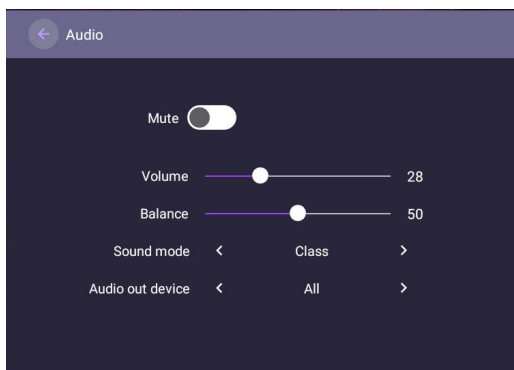 Audio
Mute
Volume 28
Balance 50
Sound mode < Class >
Audio out device < All >